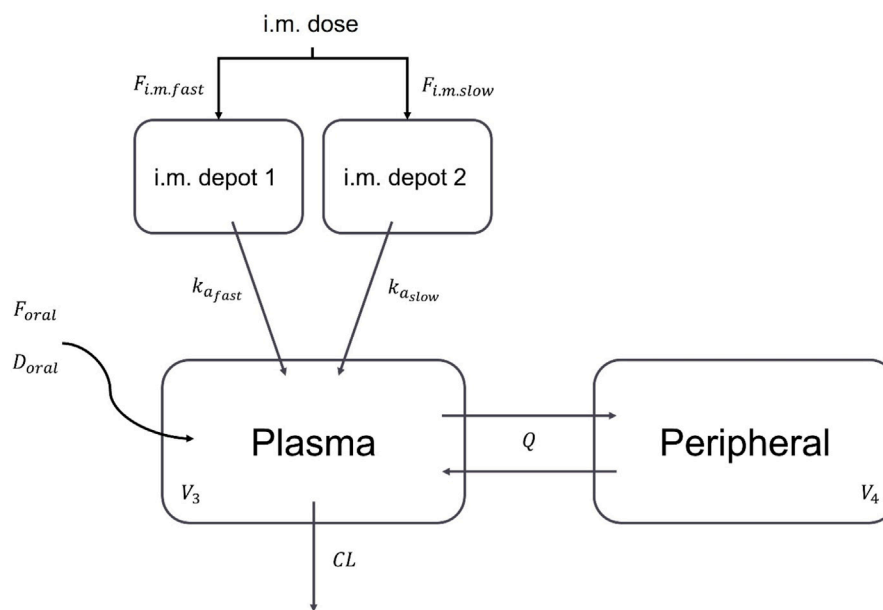 i.m. dose
F_{i.m.fast}
F_{i.m.slow}
i.m. depot 1
i.m. depot 2
k_{a_{fast}}
k_{a_{slow}}
F_{oral}
D_{oral}
Plasma
Q
Peripheral
V_3
V_4
CL